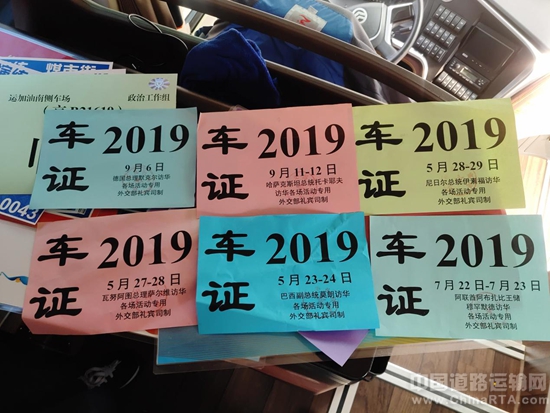 煤市街
运加油南侧车场
政治工作组
0043
车证
2019
9月6日
德国总理默克尔访华
各场活动专用
外交部礼宾司制
车证
2019
9月11-12日
哈萨克斯坦总统托卡耶夫
访华各场活动专用
外交部礼宾司制
车证
2019
5月28-29日
尼日尔总统伊素福访华
各场活动专用
外交部礼宾司制
车证
2019
5月27-28日
瓦努阿图总理萨尔维访华
各场活动专用
外交部礼宾司制
车证
2019
5月23-24日
巴西副总统莫朗访华
各场活动专用
外交部礼宾司制
车证
2019
7月22日-7月23日
阿联酋阿布扎比王储
穆罕默德访华
各场活动专用
外交部礼宾司制
中国道路运输网
www.ChinaRTA.com